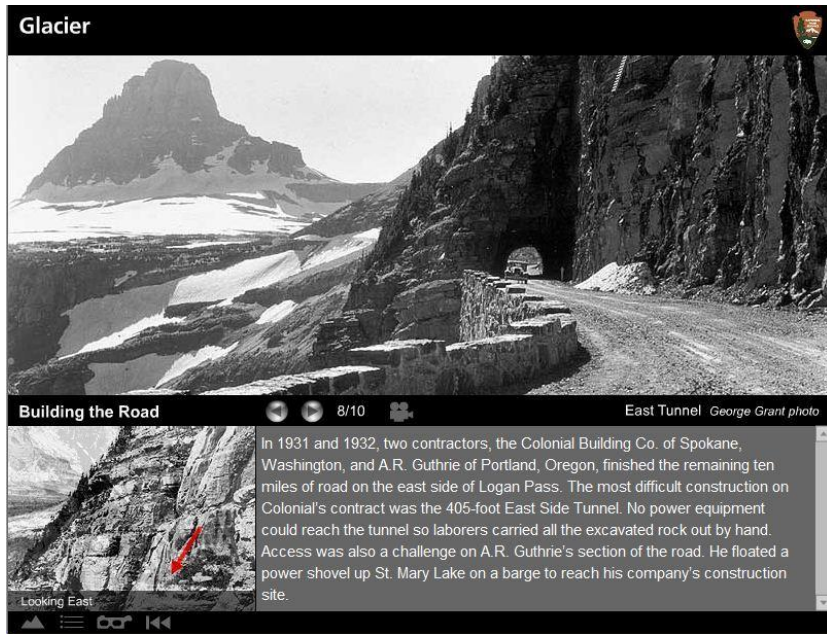 Glacier
Building the Road
8/10
East Tunnel George Grant photo
In 1931 and 1932, two contractors, the Colonial Building Co. of Spokane,
Washington, and A.R. Guthrie of Portland, Oregon, finished the remaining ten
miles of road on the east side of Logan Pass. The most difficult construction on
Colonial's contract was the 405-foot East Side Tunnel. No power equipment
could reach the tunnel so laborers carried all the excavated rock out by hand.
Access was also a challenge on A.R. Guthrie's section of the road. He floated a
power shovel up St. Mary Lake on a barge to reach his company's construction
site.
Looking East